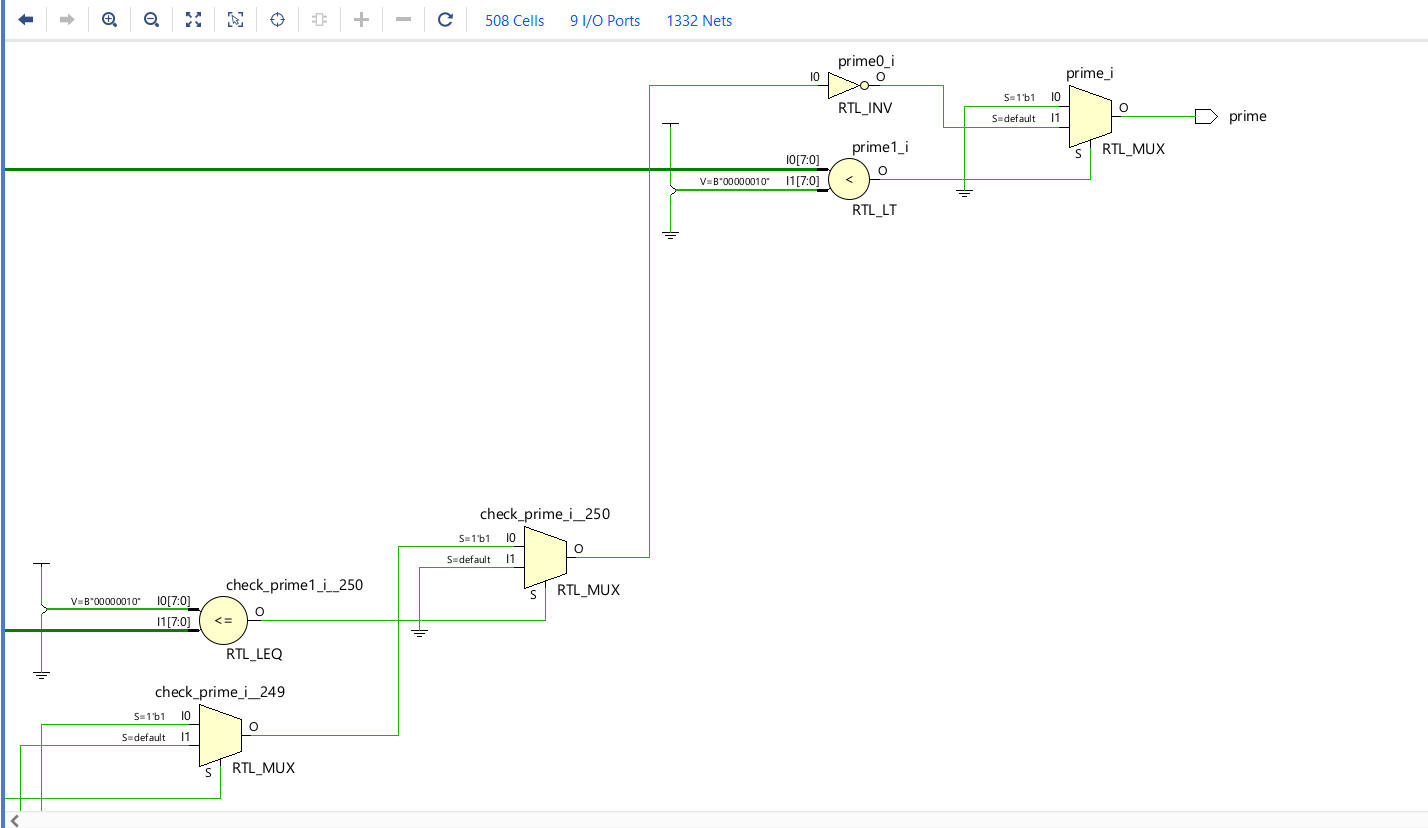 508 Cells 9 I/O Ports 1332 Nets
prime0_i
I0 O
RTL_INV
prime_i
S=1'b1 I0
S=default I1
O
prime
S
RTL_MUX
prime1_i
I0[7:0]
V=B"00000010" I1[7:0]
<
O
RTL_LT
check_prime_i__250
S=1'b1 I0
S=default I1
O
S
RTL_MUX
check_prime1_i__250
V=B"00000010" I0[7:0]
I1[7:0]
<=
O
RTL_LEQ
check_prime_i__249
S=1'b1 I0
S=default I1
O
S
RTL_MUX